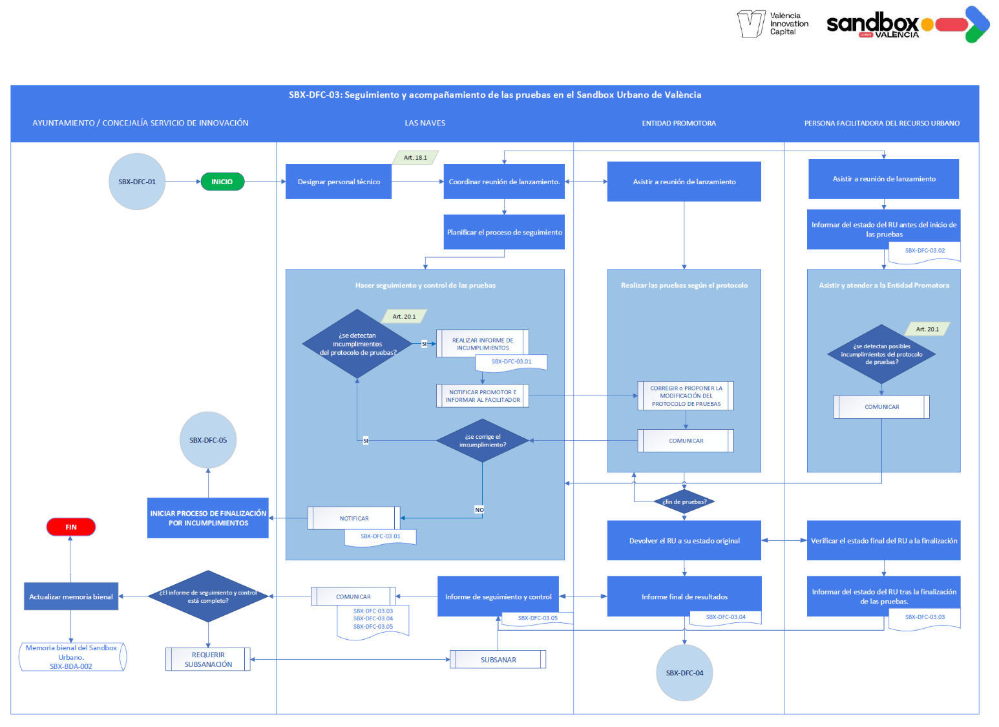 València
Innovation
Capital
sandbox
urbà VALÈNCIA
SBX-DFC-03: Seguimiento y acompañamiento de las pruebas en el Sandbox Urbano de València
AYUNTAMIENTO / CONCEJALÍA SERVICIO DE INNOVACIÓN
LAS NAVES
ENTIDAD PROMOTORA
PERSONA FACILITADORA DEL RECURSO URBANO
Art. 18.1
SBX-DFC-01
INICIO
Designar personal técnico
Coordinar reunión de lanzamiento.
Asistir a reunión de lanzamiento
Asistir a reunión de lanzamiento
Planificar el proceso de seguimiento
Informar del estado del RU antes del inicio de
las pruebas
SBX-DFC-03.02
Hacer seguimiento y control de las pruebas
Realizar las pruebas según el protocolo
Asistir y atender a la Entidad Promotora
Art. 20.1
¿se detectan
incumplimientos
del protocolo de pruebas?
SI
REALIZAR INFORME DE
INCUMPLIMIENTOS
SBX-DFC-03.01
Art. 20.1
¿se detectan posibles
incumplimientos del protocolo
de pruebas?
NOTIFICAR PROMOTOR E
INFORMAR AL FACILITADOR
CORREGIR o PROPONER LA
MODIFICACIÓN DEL
PROTOCOLO DE PRUEBAS
COMUNICAR
SBX-DFC-05
SI
¿se corrige el
imcumplimiento?
COMUNICAR
¿fin de pruebas?
INICIAR PROCESO DE FINALIZACIÓN
POR INCUMPLIMIENTOS
NO
NOTIFICAR
SBX-DFC-03.01
FIN
Devolver el RU a su estado original
Verificar el estado final del RU a la finalización
Actualizar memoria bienal
¿El informe de seguimiento y control
está completo?
COMUNICAR
SBX-DFC-03.03
SBX-DFC-03.04
SBX-DFC-03.05
Informe de seguimiento y control
SBX-DFC-03.05
Informe final de resultados
SBX-DFC-03.04
Informar del estado del RU tras la finalización
de las pruebas.
SBX-DFC-03.03
Memoria bienal del Sandbox
Urbano.
SBX-BDA-002
REQUERIR
SUBSANACIÓN
SUBSANAR
SBX-DFC-04